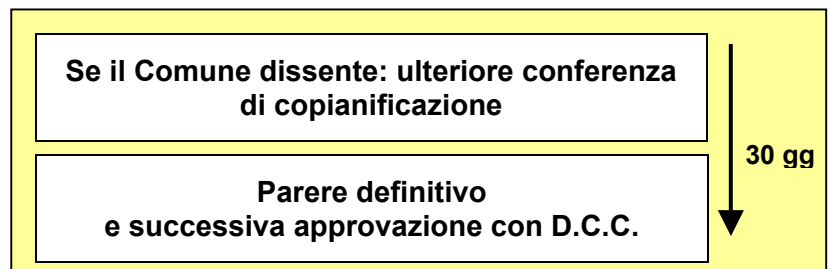 Se il Comune dissente: ulteriore conferenza
di copianificazione
30 gg
Parere definitivo
e successiva approvazione con D.C.C.